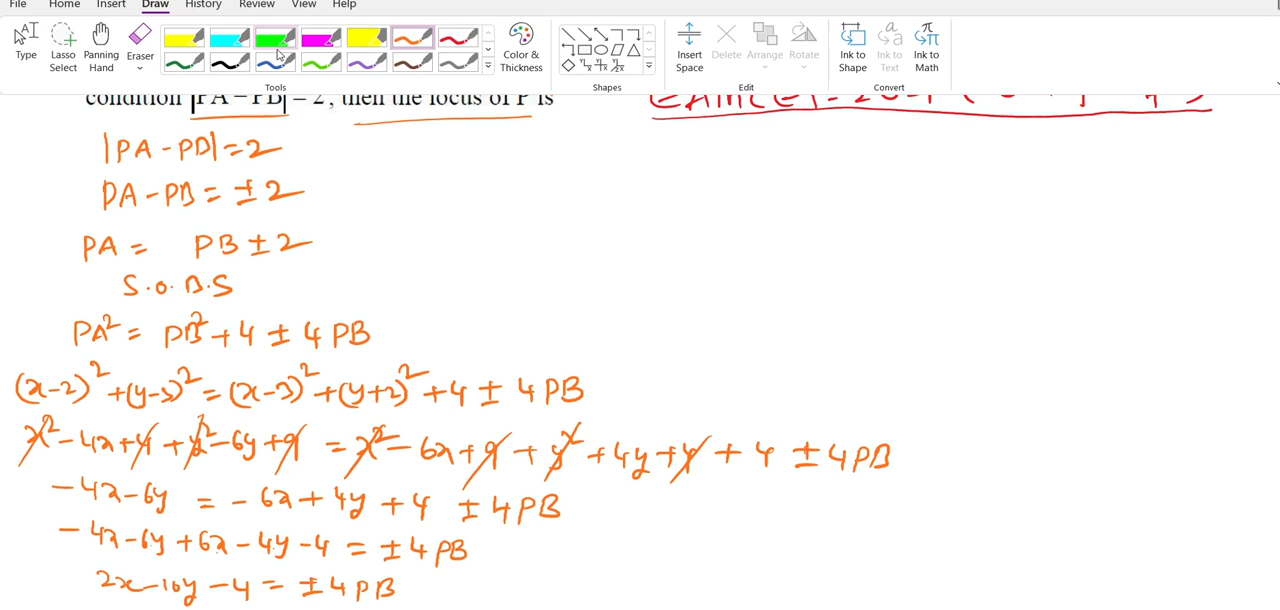 File Home Insert Draw History Review View Help
Type Lasso Select Panning Hand Eraser Color & Thickness Insert Space Delete Arrange Rotate Ink to Shape Ink to Text Ink to Math
Tools Shapes Edit Convert
condition |PA − PB| = 2, then the locus of P is
|PA - PB| = 2
PA - PB = ± 2
PA = PB ± 2
S.O.B.S
PA² = PB² + 4 ± 4 PB
(x-2)² + (y-3)² = (x-3)² + (y+2)² + 4 ± 4 PB
x² - 4x + 4 + y² - 6y + 9 = x² - 6x + 9 + y² + 4y + 4 + 4 ± 4 PB
- 4x - 6y = - 6x + 4y + 4 ± 4 PB
- 4x - 6y + 6x - 4y - 4 = ± 4 PB
2x - 10y - 4 = ± 4 PB